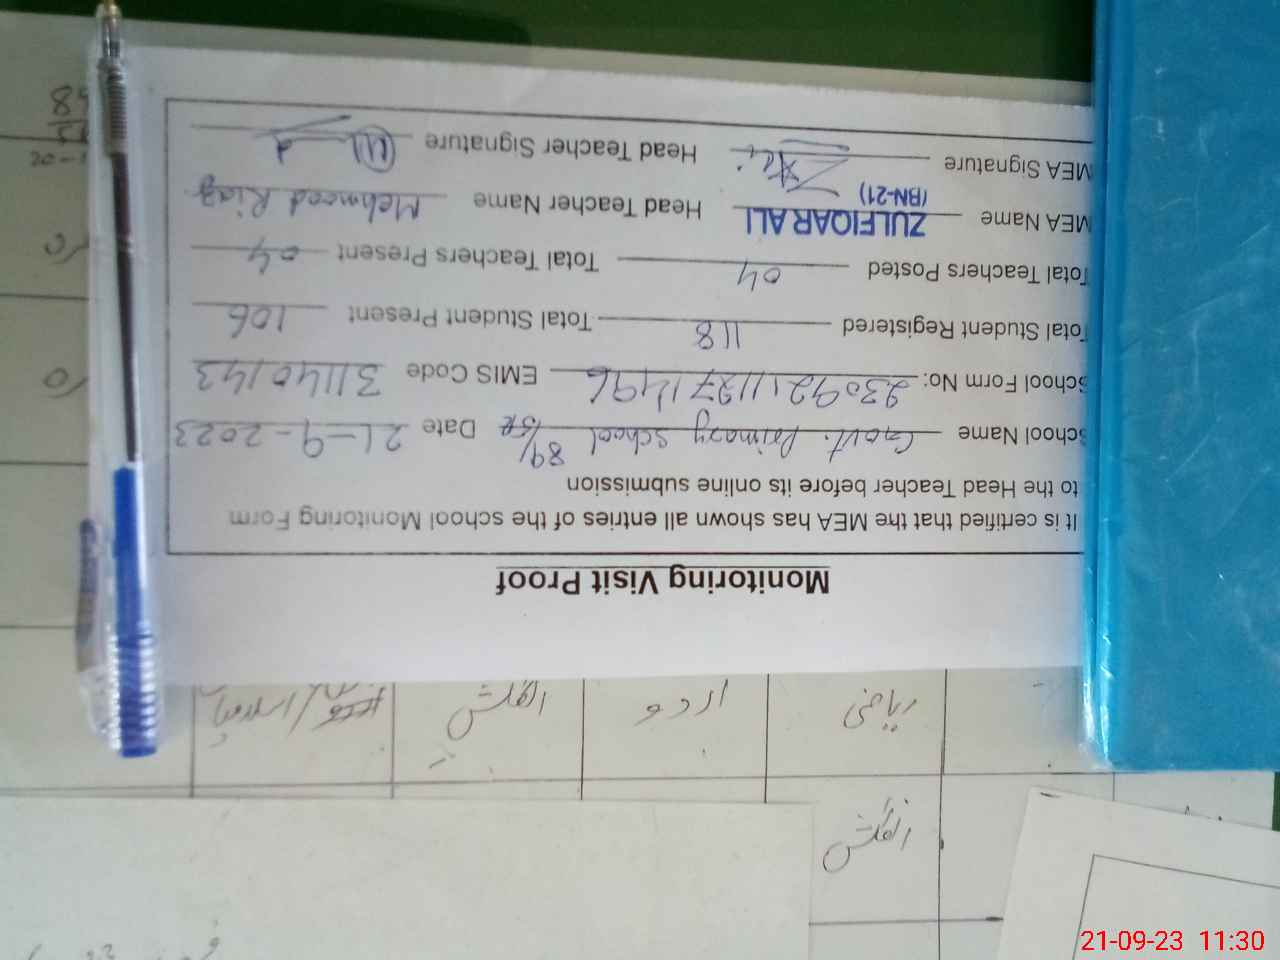 Monitoring Visit Proof
It is certified that the MEA has shown all entries of the school Monitoring Form
to the Head Teacher before its online submission
School Name Govt. Primary School 89/5R Date 21-9-2023
School Form No: EMIS Code 31140143
Total Student Registered 118 Total Student Present 106
Total Teachers Posted 04 Total Teachers Present 04
MEA Name ZULFIQAR ALI Head Teacher Name Mehmood Riaz
(BN-21)
MEA Signature Head Teacher Signature
ریاضی
انگلش
انگلش
21-09-23 11:30